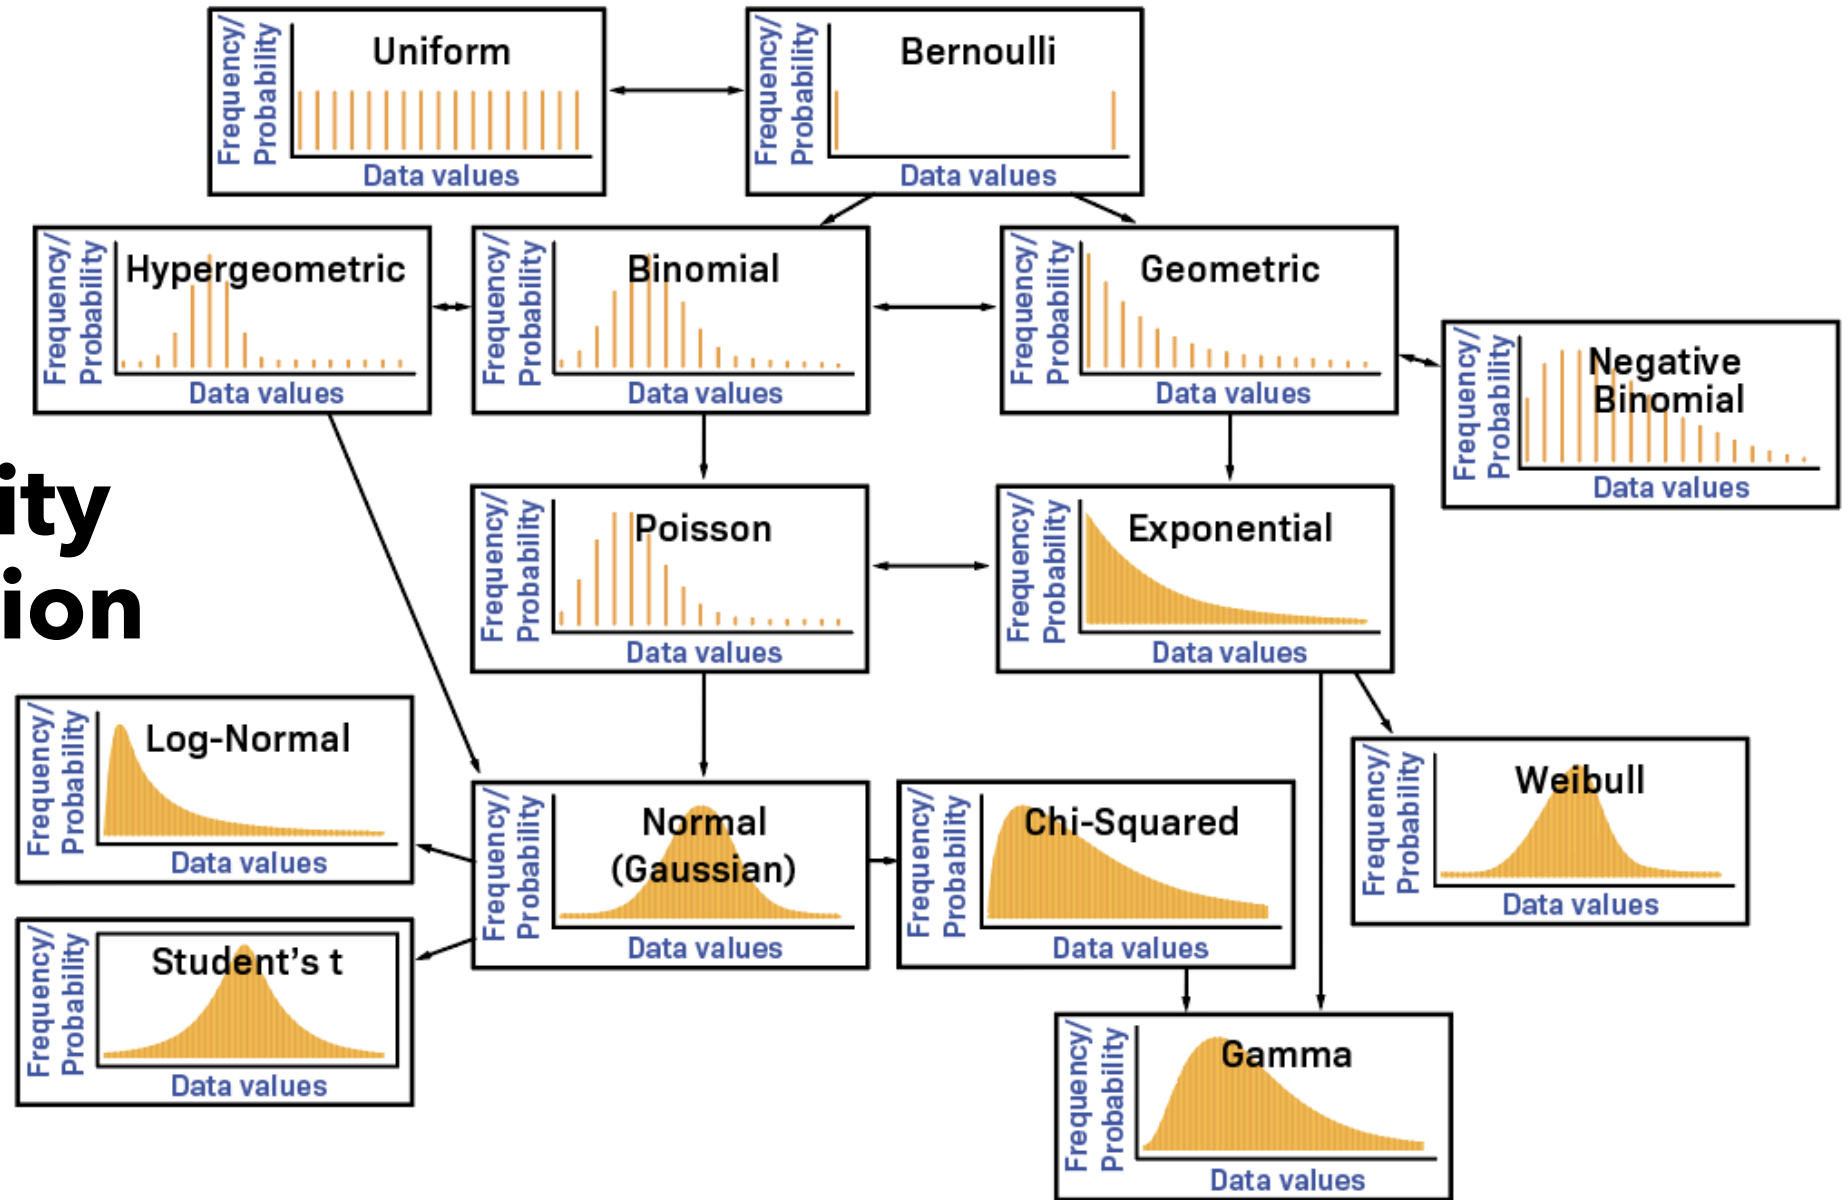 Uniform
Frequency/
Probability
Data values
Bernoulli
Frequency/
Probability
Data values
Hypergeometric
Frequency/
Probability
Data values
Binomial
Frequency/
Probability
Data values
Geometric
Frequency/
Probability
Data values
Negative
Binomial
Frequency/
Probability
Data values
ity
ion
Poisson
Frequency/
Probability
Data values
Exponential
Frequency/
Probability
Data values
Log-Normal
Frequency/
Probability
Data values
Normal
(Gaussian)
Frequency/
Probability
Data values
Chi-Squared
Frequency/
Probability
Data values
Weibull
Frequency/
Probability
Data values
Student's t
Frequency/
Probability
Data values
Gamma
Frequency/
Probability
Data values